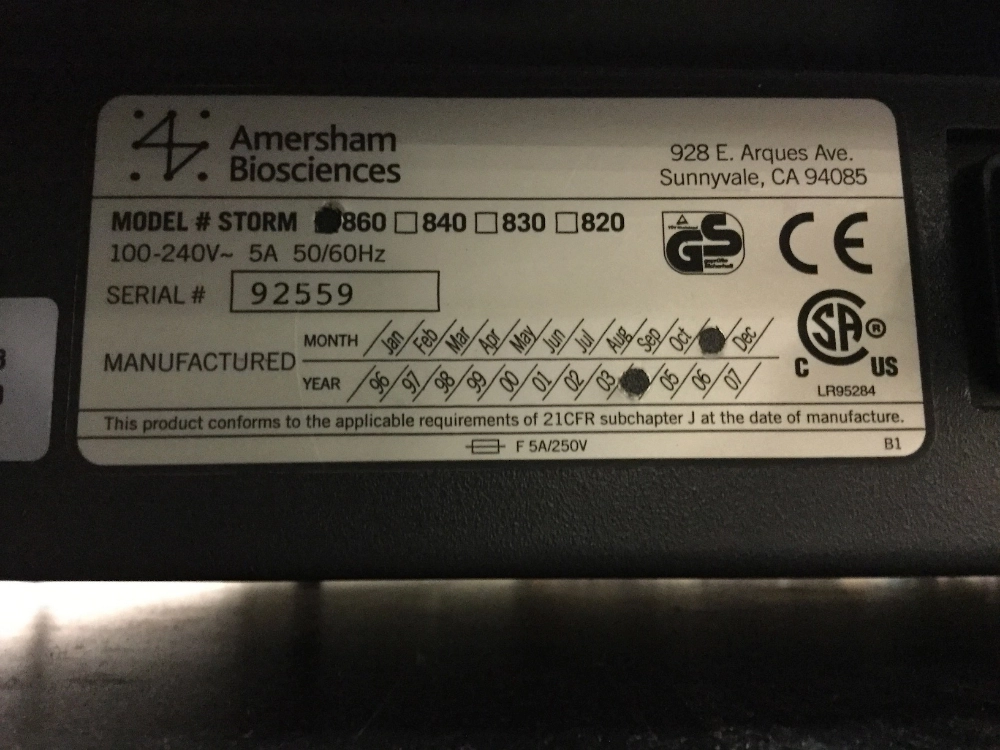 Amersham
Biosciences
928 E. Arques Ave.
Sunnyvale, CA 94085
MODEL # STORM 860 840 830 820
100-240V~ 5A 50/60Hz
GS
CE
SERIAL # 92559
MANUFACTURED
MONTH Jan Feb Mar Apr May Jun Jul Aug Sep Oct Dec
YEAR 96 97 98 99 00 01 02 03 05 06 07
SA ®
C US
LR95284
This product conforms to the applicable requirements of 21CFR subchapter J at the date of manufacture.
F 5A/250V
B1